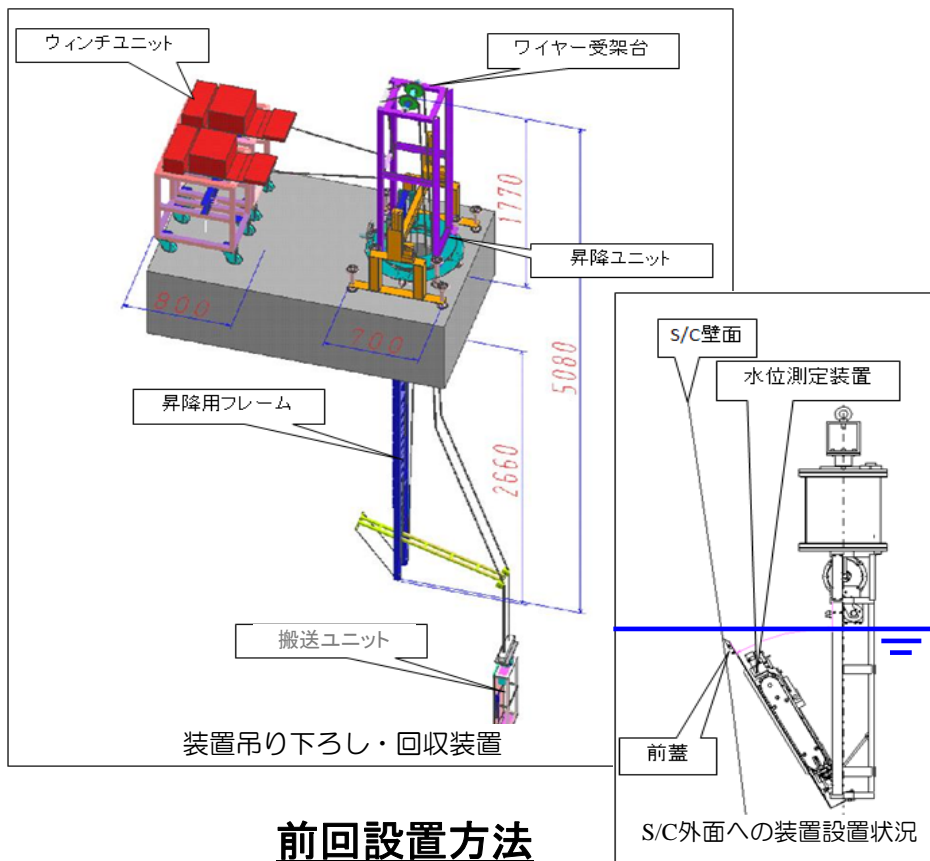 ウィンチユニット
ワイヤー受架台
1770
昇降ユニット
800
700
5080
S/C壁面
水位測定装置
昇降用フレーム
2660
搬送ユニット
前蓋
装置吊り下ろし・回収装置
S/C外面への装置設置状況
前回設置方法